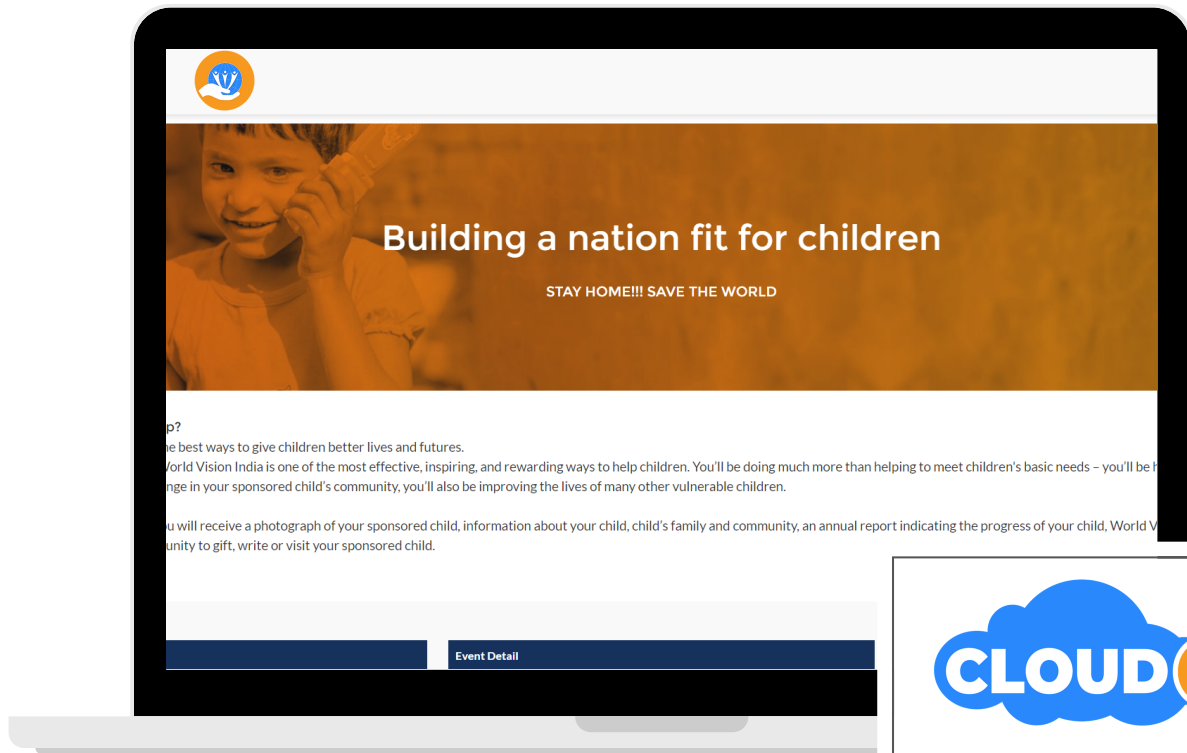 Building a nation fit for children
STAY HOME!!! SAVE THE WORLD
p?
e best ways to give children better lives and futures.
World Vision India is one of the most effective, inspiring, and rewarding ways to help children. You'll be doing much more than helping to meet children's basic needs – you'll be h
nge in your sponsored child's community, you'll also be improving the lives of many other vulnerable children.
u will receive a photograph of your sponsored child, information about your child, child's family and community, an annual report indicating the progress of your child, World V
unity to gift, write or visit your sponsored child.
Event Detail
CLOUD